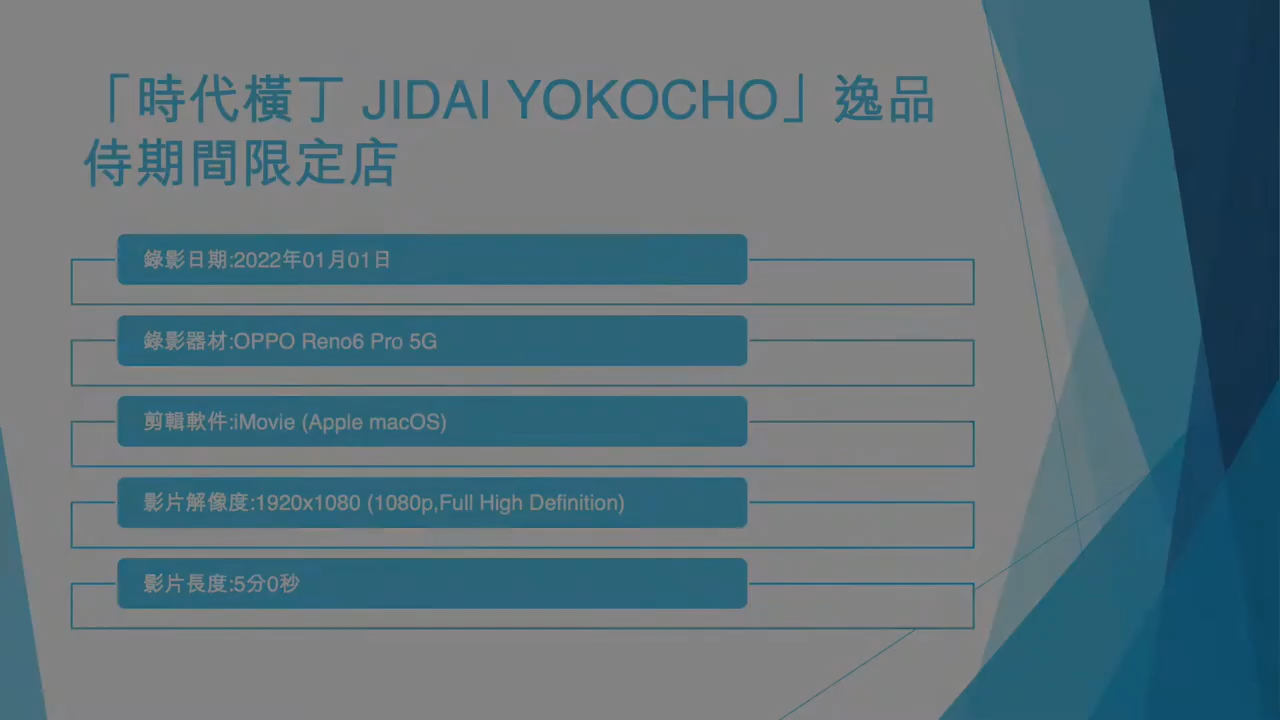 「時代橫丁 JIDAI YOKOCHO」逸品
侍期間限定店
錄影日期:2022年01月01日
錄影器材:OPPO Reno6 Pro 5G
剪輯軟件:iMovie (Apple macOS)
影片解像度:1920x1080 (1080p,Full High Definition)
影片長度:5分0秒